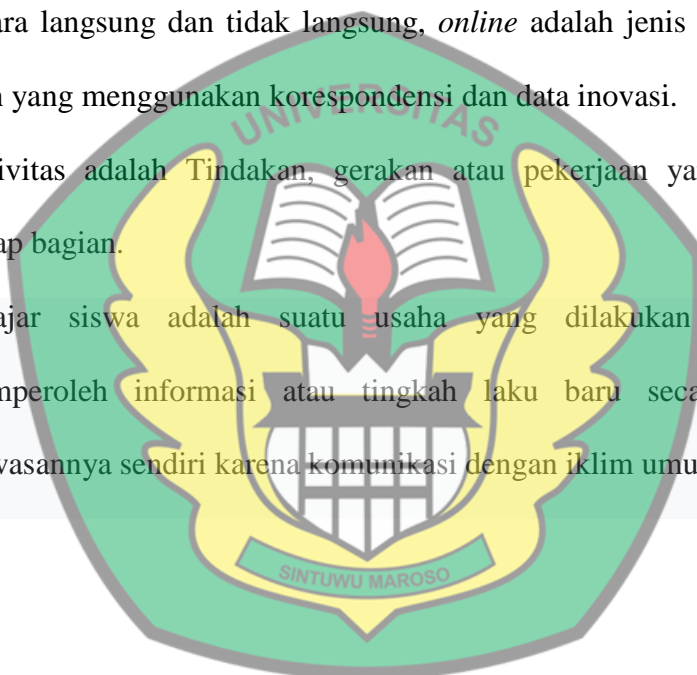 ara langsung dan tidak langsung, online adalah jenis
yang menggunakan korespondensi dan data inovasi.
UNIVERSITAS
ivitas adalah Tindakan, gerakan atau pekerjaan ya
ap bagian.
ajar siswa adalah suatu usaha yang dilakukan
mperoleh informasi atau tingkah laku baru seca
wasannya sendiri karena komunikasi dengan iklim umu
SINTUWU MAROSO